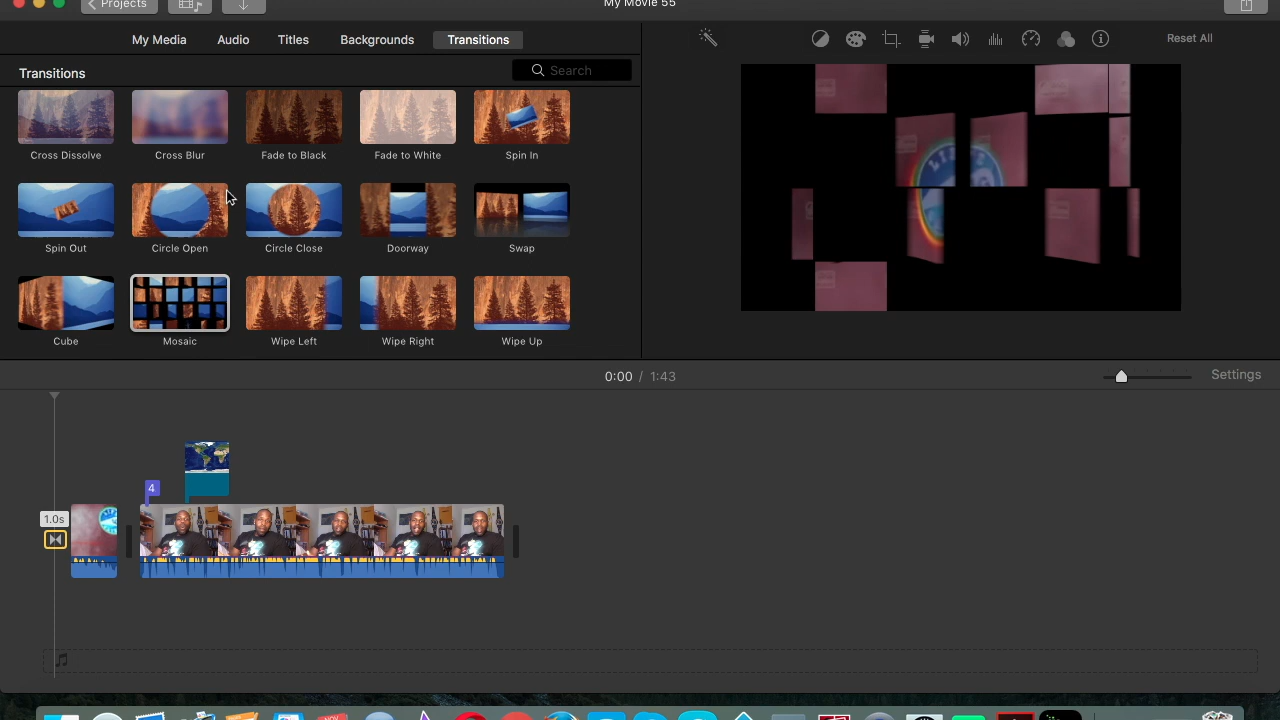 Projects
My Movie 55
My Media Audio Titles Backgrounds Transitions
Reset All
Transitions
Search
Cross Dissolve Cross Blur Fade to Black Fade to White Spin In
Spin Out Circle Open Circle Close Doorway Swap
Cube Mosaic Wipe Left Wipe Right Wipe Up
0:00 / 1:43
Settings
4
1.0s